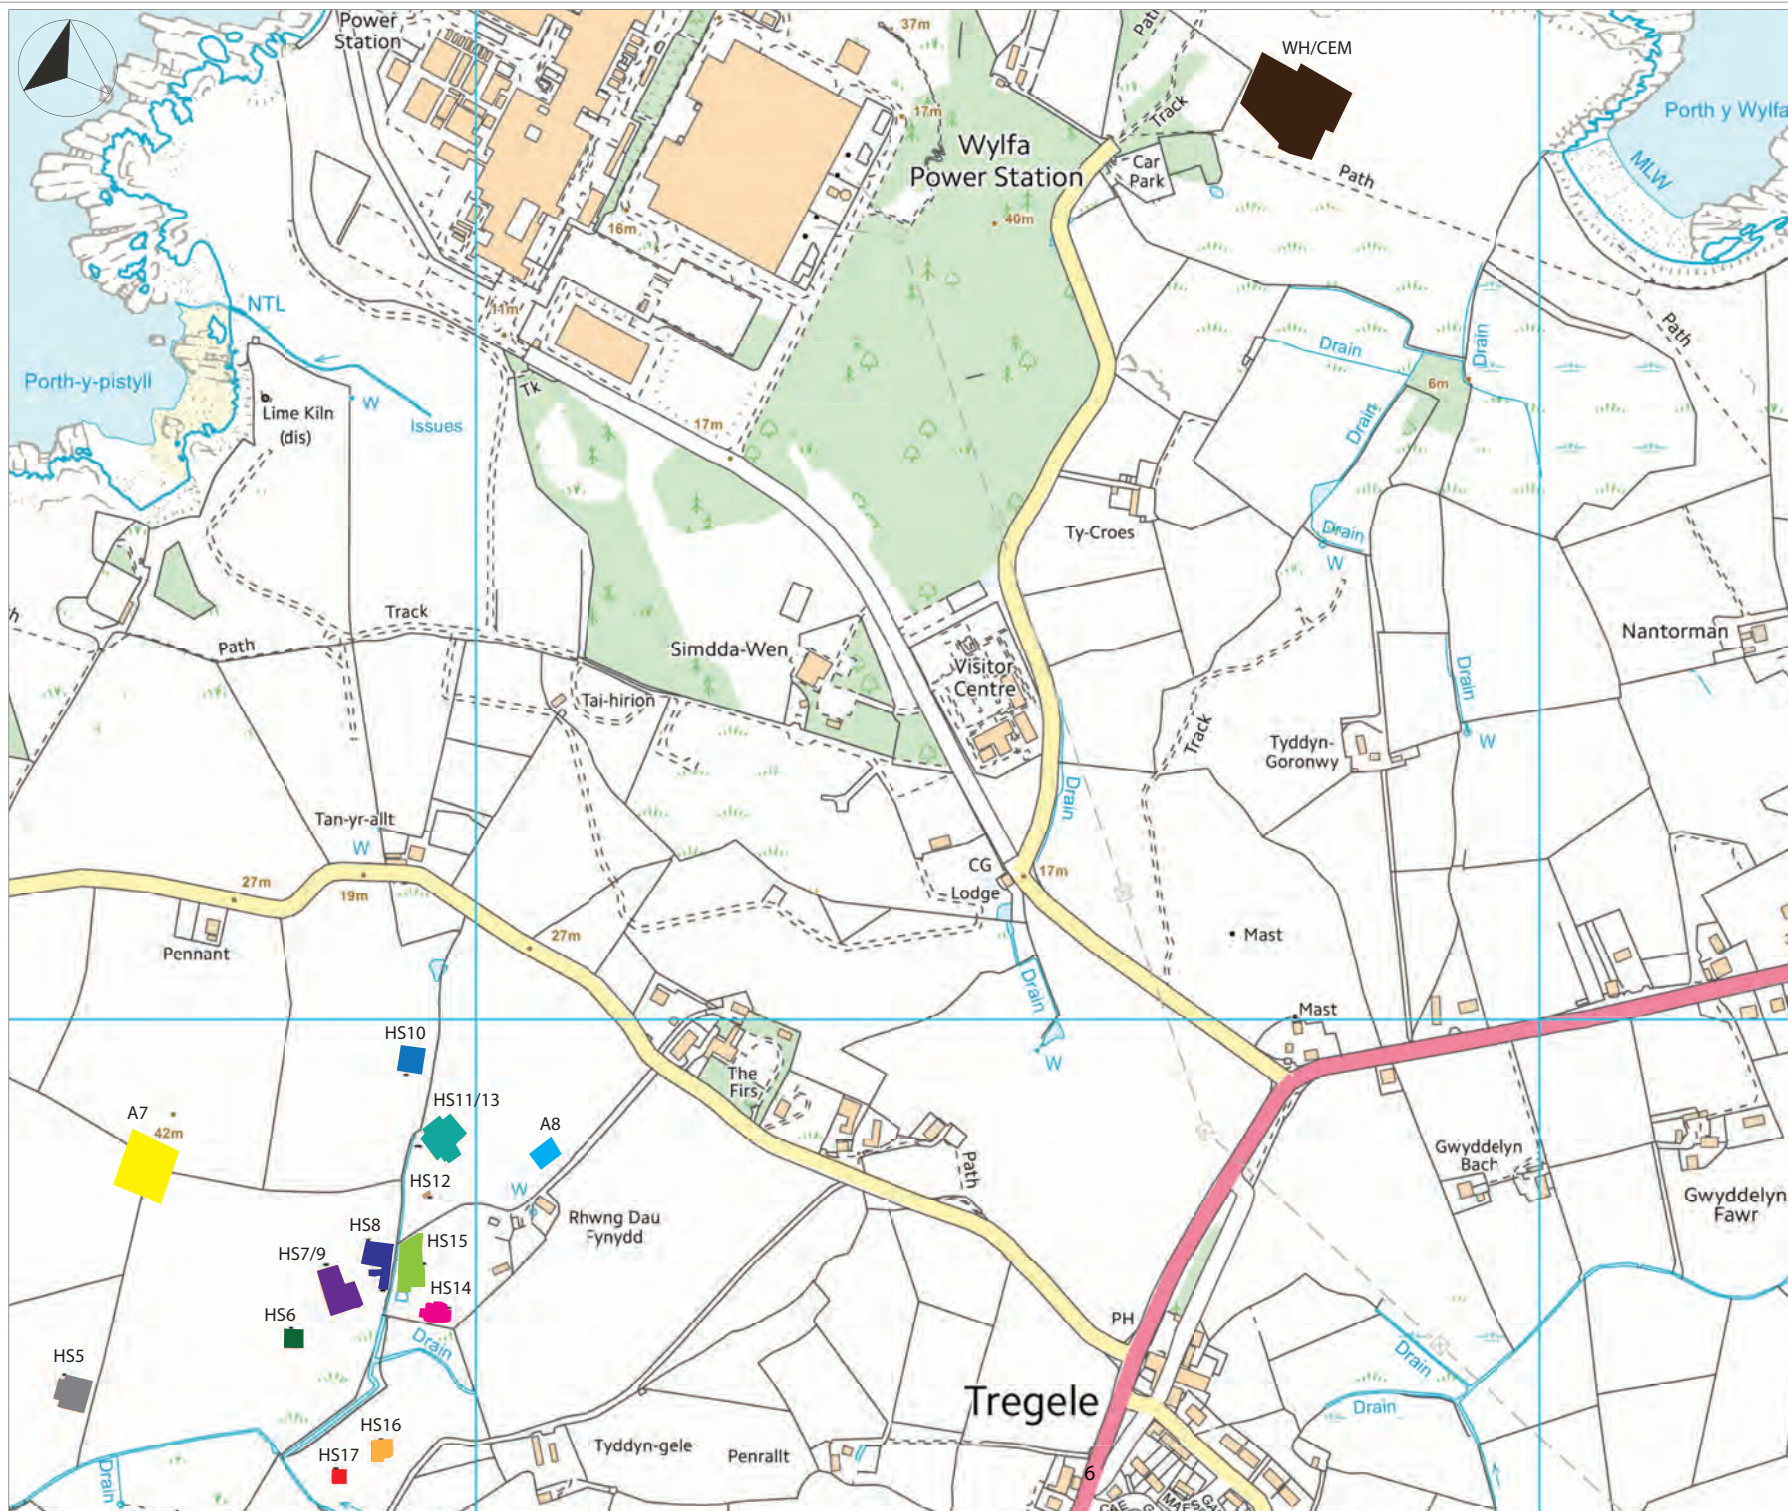 Power
Station
37m
Path
WH/CEM
17m
Track
Porth y Wylfa
Wylfa
Power Station
Car
Park
Path
MLW
40m
16m
NTL
11m
Path
Drain
Drain
Porth-y-pistyll
Tk
6m
W
Lime Kiln
(dis)
Issues
17m
Drain
Ty-Croes
Drain
W
Track
Path
Simdda-Wen
Nantorman
Visitor
Centre
Drain
Tai-hirion
Track
Tyddyn-
Goronwy
W
Drain
Tan-yr-allt
W
CG
Lodge
17m
27m
19m
27m
Mast
Pennant
Drain
Mast
HS10
W
The
Firs
HS11/13
A7
42m
A8
Gwyddelyn
Bach
Path
HS12
W
Gwyddelyn
Fawr
Rhwng Dau
Fynydd
HS8
HS15
HS7/9
HS14
HS6
PH
Drain
HS5
Drain
Tregele
Drain
HS16
Tyddyn-gele
Penrallt
HS17
6
Drain
CAE
MAES